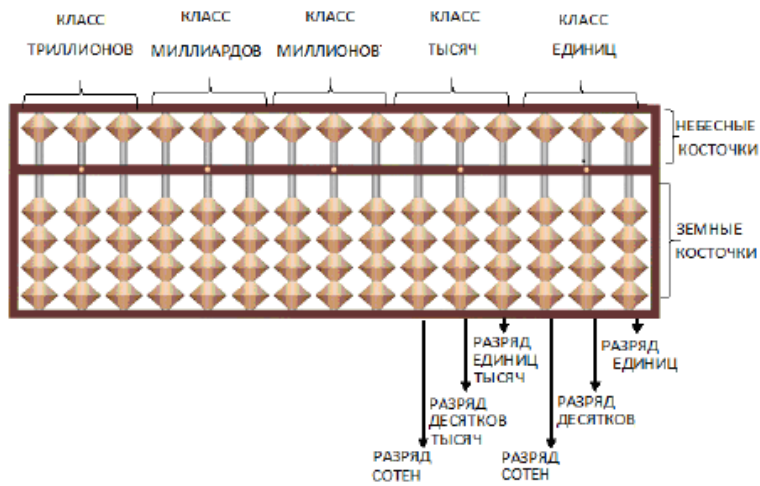 КЛАСС
ТРИЛЛИОНОВ
КЛАСС
МИЛЛИАРДОВ
КЛАСС
МИЛЛИОНОВ
КЛАСС
ТЫСЯЧ
КЛАСС
ЕДИНИЦ
НЕБЕСНЫЕ
КОСТОЧКИ
ЗЕМНЫЕ
КОСТОЧКИ
РАЗРЯД
ЕДИНИЦ
ТЫСЯЧ
РАЗРЯД
ЕДИНИЦ
РАЗРЯД
ДЕСЯТКОВ
ТЫСЯЧ
РАЗРЯД
ДЕСЯТКОВ
РАЗРЯД
СОТЕН
РАЗРЯД
СОТЕН